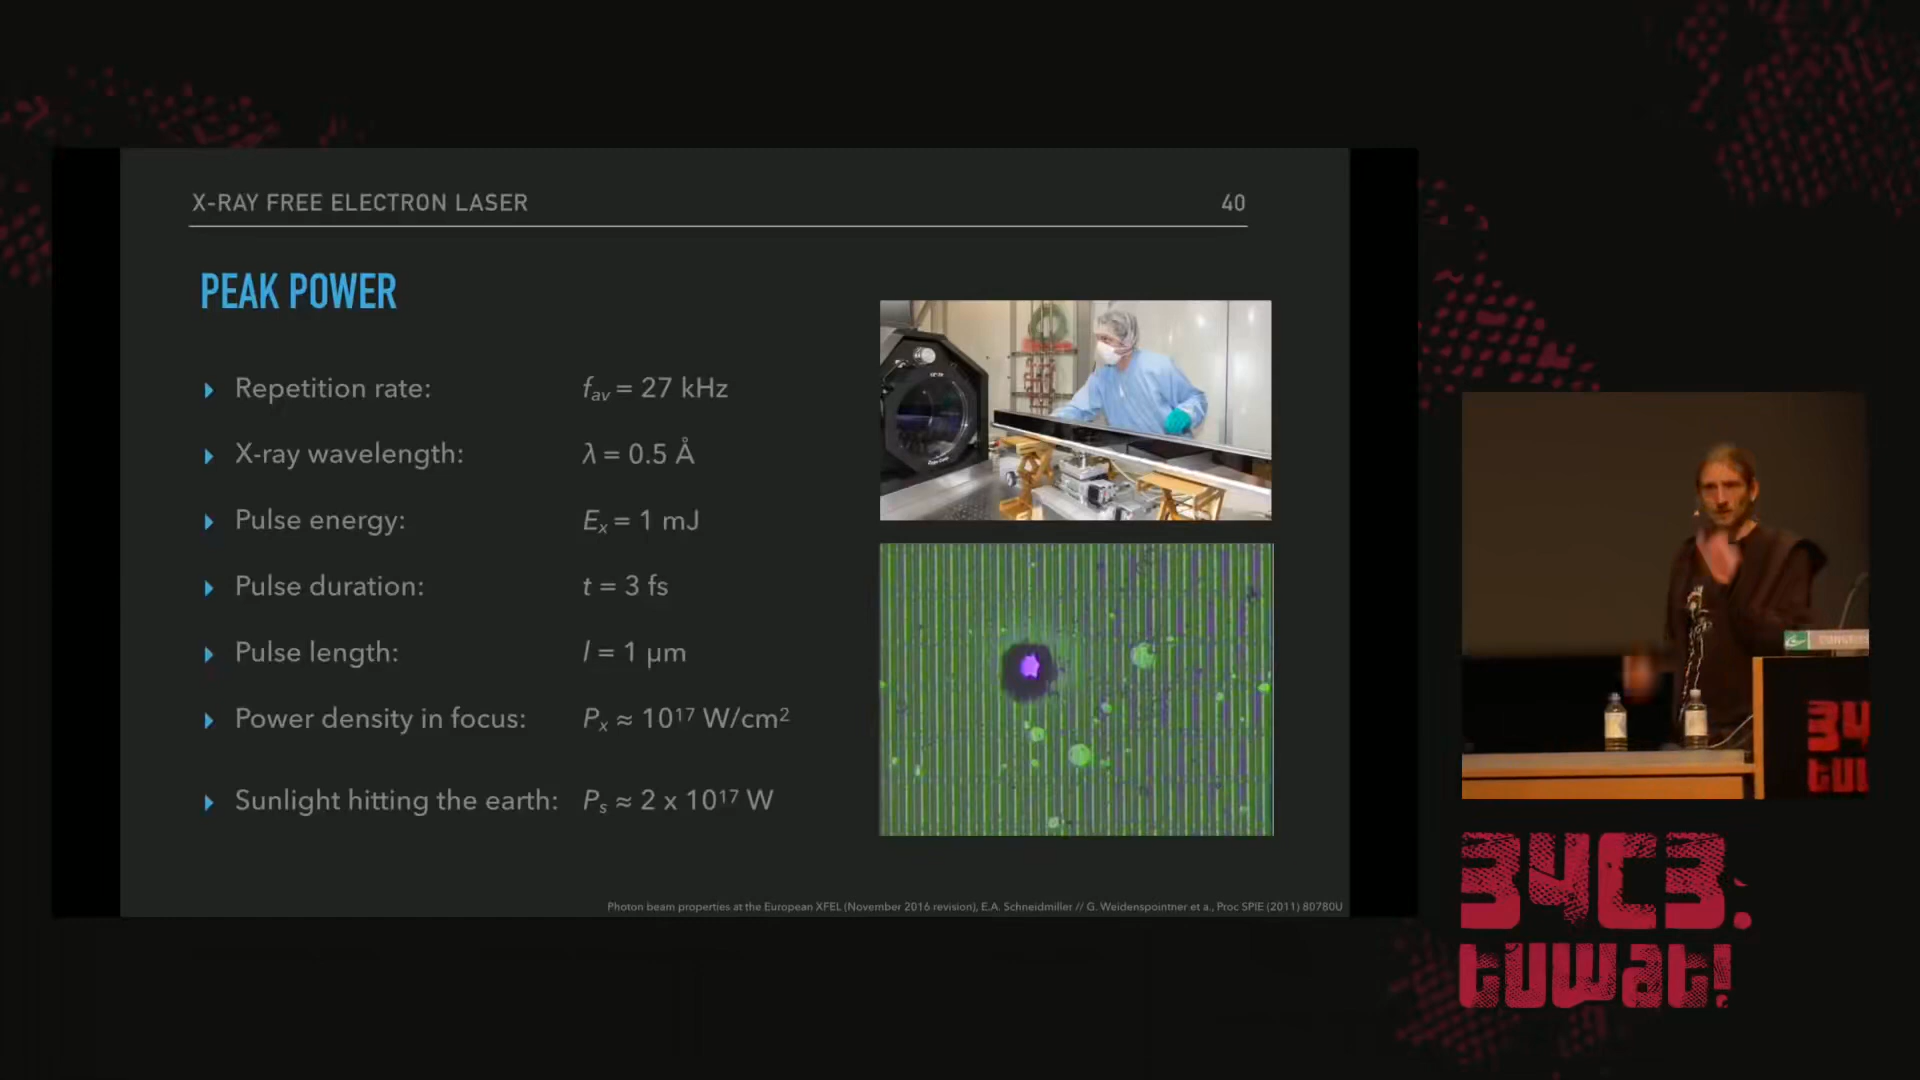 X-RAY FREE ELECTRON LASER 40
PEAK POWER
Repetition rate: fav = 27 kHz
X-ray wavelength: λ = 0.5 Å
Pulse energy: Ex = 1 mJ
Pulse duration: t = 3 fs
Pulse length: l = 1 μm
Power density in focus: Px ≈ 10¹⁷ W/cm²
Sunlight hitting the earth: Ps ≈ 2 x 10¹⁷ W
Photon beam properties at the European XFEL (November 2016 revision), E.A. Schneidmiller // G. Weidenspointner et a., Proc SPIE (2011) 80780U
34C3.
tuwat!